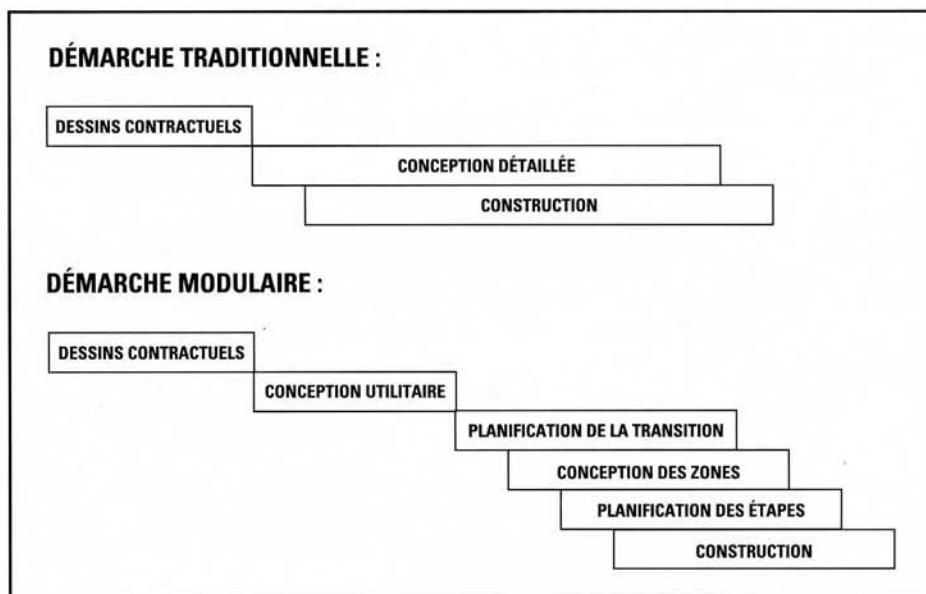 DÉMARCHE TRADITIONNELLE :
DESSINS CONTRACTUELS
CONCEPTION DÉTAILLÉE
CONSTRUCTION
DÉMARCHE MODULAIRE :
DESSINS CONTRACTUELS
CONCEPTION UTILITAIRE
PLANIFICATION DE LA TRANSITION
CONCEPTION DES ZONES
PLANIFICATION DES ÉTAPES
CONSTRUCTION